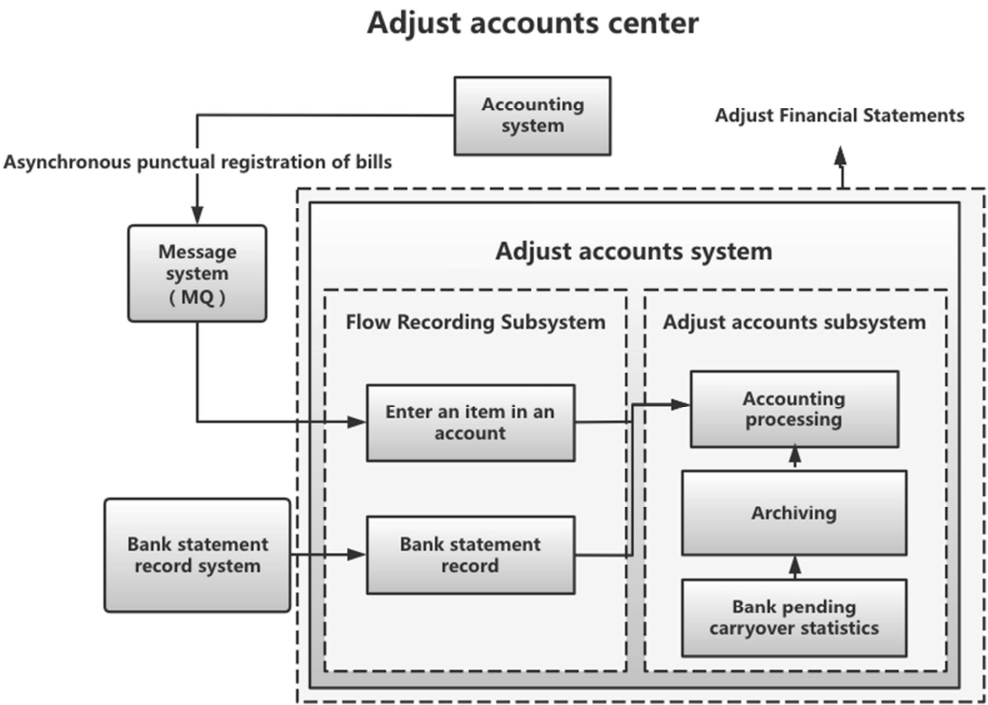 Adjust accounts center
Accounting
system
Adjust Financial Statements
Asynchronous punctual registration of bills
Message
system
( MQ )
Adjust accounts system
Flow Recording Subsystem
Adjust accounts subsystem
Enter an item in an
account
Accounting
processing
Archiving
Bank statement
record system
Bank statement
record
Bank pending
carryover statistics